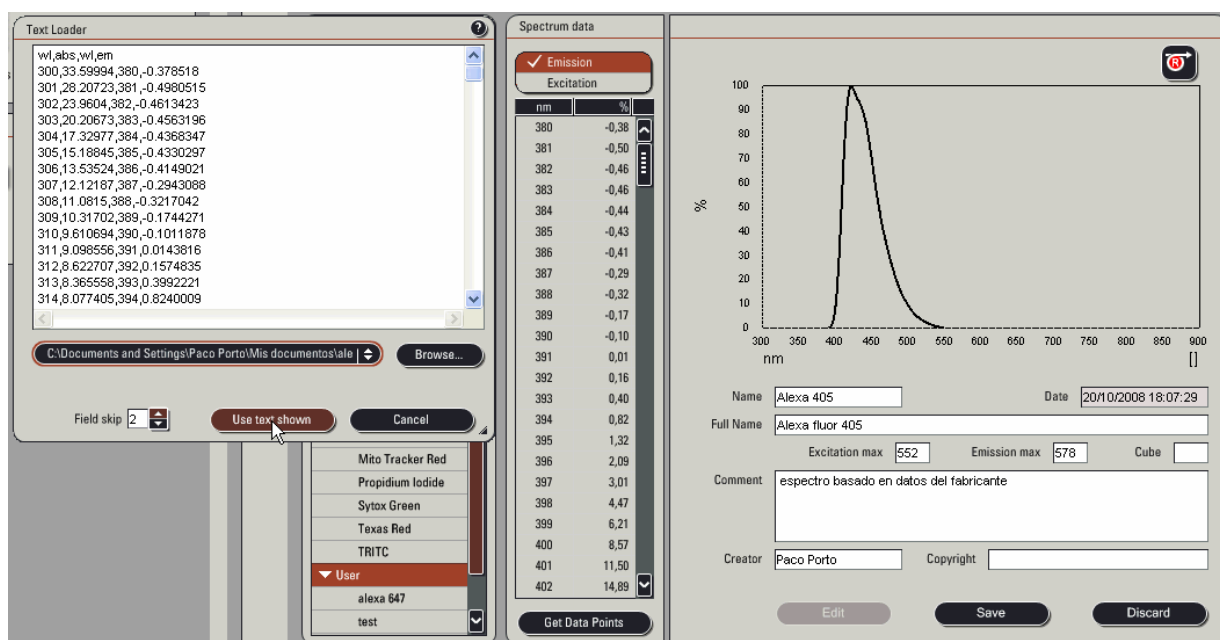 Text Loader
?
wl,abs,wl,em
300,33.59994,380,-0.378518
301,28.20723,381,-0.4980515
302,23.9604,382,-0.4613423
303,20.20673,383,-0.4563196
304,17.32977,384,-0.4368347
305,15.18845,385,-0.4330297
306,13.53524,386,-0.4149021
307,12.12187,387,-0.2943088
308,11.0815,388,-0.3217042
309,10.31702,389,-0.1744271
310,9.610694,390,-0.1011878
311,9.098556,391,0.0143816
312,8.622707,392,0.1574835
313,8.365558,393,0.3992221
314,8.077405,394,0.8240009
C:\Documents and Settings\Paco Porto\Mis documentos\ale
Browse...
Field skip 2
Use text shown
Cancel
Mito Tracker Red
Propidium Iodide
Sytox Green
Texas Red
TRITC
User
alexa 647
test
Spectrum data
Emission
Excitation
nm %
380 -0,38
381 -0,50
382 -0,46
383 -0,46
384 -0,44
385 -0,43
386 -0,41
387 -0,29
388 -0,32
389 -0,17
390 -0,10
391 0,01
392 0,16
393 0,40
394 0,82
395 1,32
396 2,09
397 3,01
398 4,47
399 6,21
400 8,57
401 11,50
402 14,89
Get Data Points
R
100
90
80
70
60
50
40
30
20
10
0
%
300 350 400 450 500 550 600 650 700 750 800 850 900
nm []
Name Alexa 405 Date 20/10/2008 18:07:29
Full Name Alexa fluor 405
Excitation max 552 Emission max 578 Cube
Comment espectro basado en datos del fabricante
Creator Paco Porto Copyright
Edit Save Discard